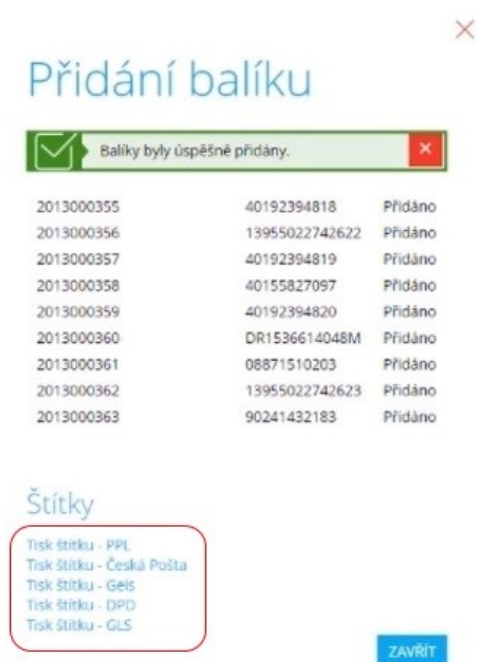 Přidání balíku
Balíky byly úspěšně přidány.
2013000355 40192394818 Přidáno
2013000356 13955022742622 Přidáno
2013000357 40192394819 Přidáno
2013000358 40155827097 Přidáno
2013000359 40192394820 Přidáno
2013000360 DR1536614048M Přidáno
2013000361 08871510203 Přidáno
2013000362 13955022742623 Přidáno
2013000363 90241432183 Přidáno
Štítky
Tisk štítku - PPL
Tisk štítku - Česká Pošta
Tisk štítku - Geis
Tisk štítku - DPD
Tisk štítku - GLS
ZAVŘÍT